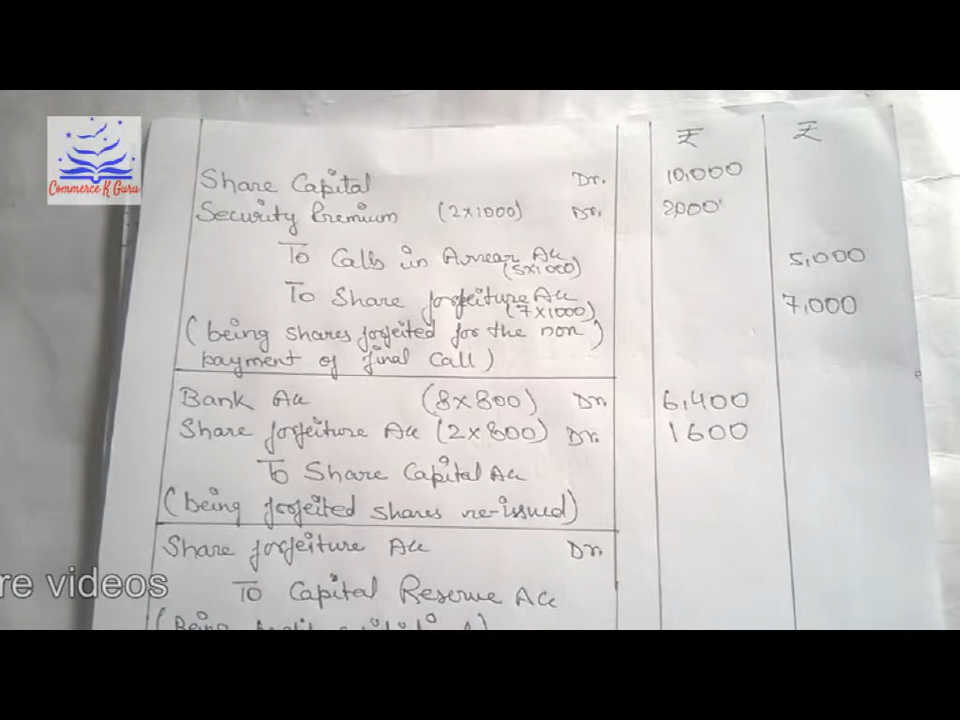 ₹ ₹
Share Capital Dr. 10,000
Security Premium (2x1000) Dr. 2000
To Calls in Arrear A/c 5,000
(5x1000)
To Share forfeiture A/c 7,000
(7x1000)
(being shares forfeited for the non)
payment of final Call)
Bank A/c (8x800) Dr. 6,400
Share forfeiture A/c (2x800) Dr. 1600
To Share Capital A/c
(being forfeited shares re-issued)
Share forfeiture A/c Dr.
To Capital Reserve A/c
(Being
Commerce K Guru
re videos